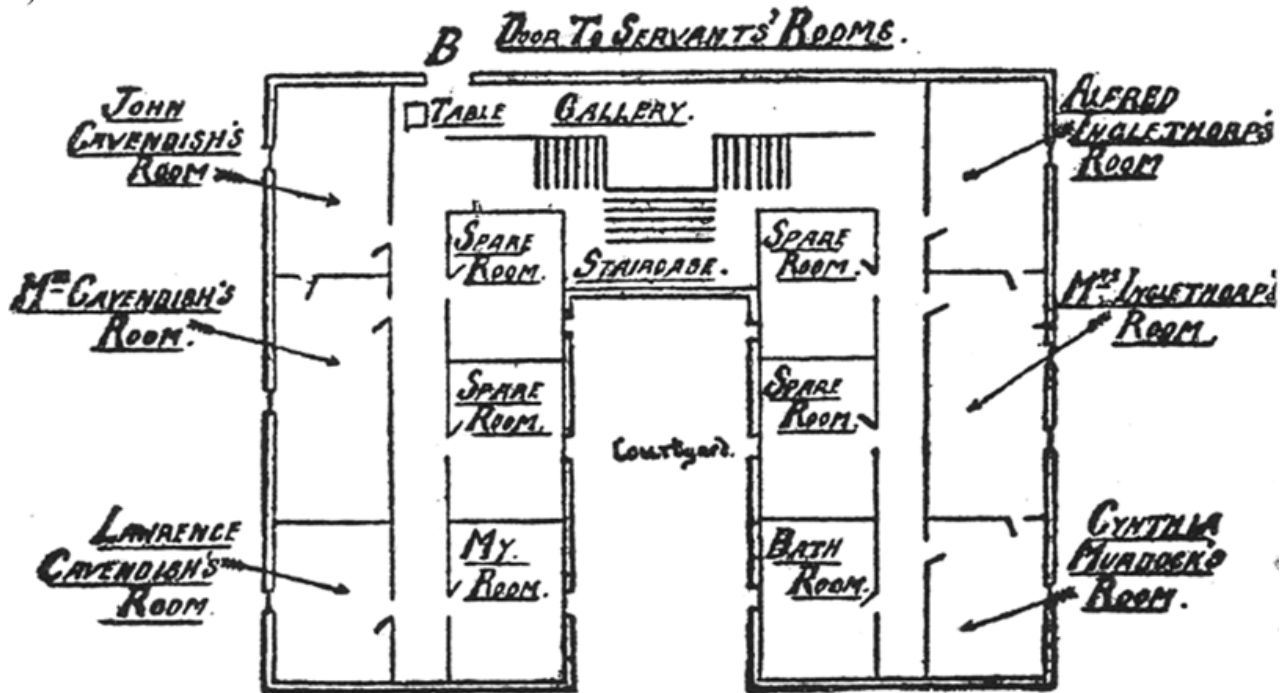 B DOOR TO SERVANTS' ROOMS.
JOHN
CAVENDISH'S
ROOM
TABLE GALLERY.
ALFRED
INGLETHORP'S
ROOM
SPARE
ROOM.
STAIRCASE.
SPARE
ROOM.
Mrs CAVENDISH'S
ROOM.
MRS INGLETHORP'S
ROOM
SPARE
ROOM.
SPARE
ROOM.
Courtyard.
LAWRENCE
CAVENDISH'S
ROOM.
MY.
ROOM.
BATH
ROOM.
CYNTHIA
MURDOCK'S
ROOM.